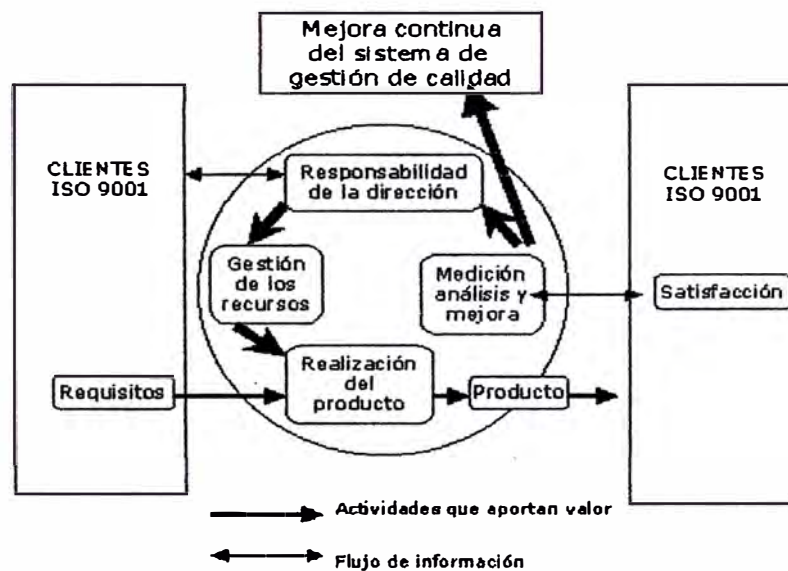 Mejora continua
del sistema de
gestión de calidad
CLIENTES
ISO 9001
Responsabilidad
de la dirección
CLIENTES
ISO 9001
Gestión
de los
recursos
Medición
análisis y
mejora
Satisfacción
Requisitos
Realización
del
producto
Producto
Actividades que aportan valor
Flujo de información